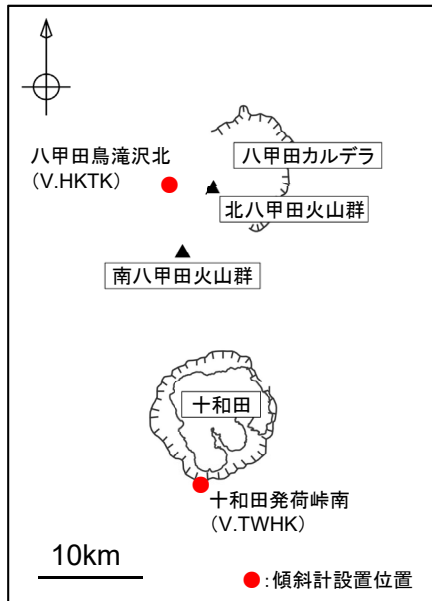 八甲田鳥滝沢北
(V.HKTK)
八甲田カルデラ
北八甲田火山群
南八甲田火山群
十和田
十和田発荷峠南
(V.TWHK)
10km
●:傾斜計設置位置